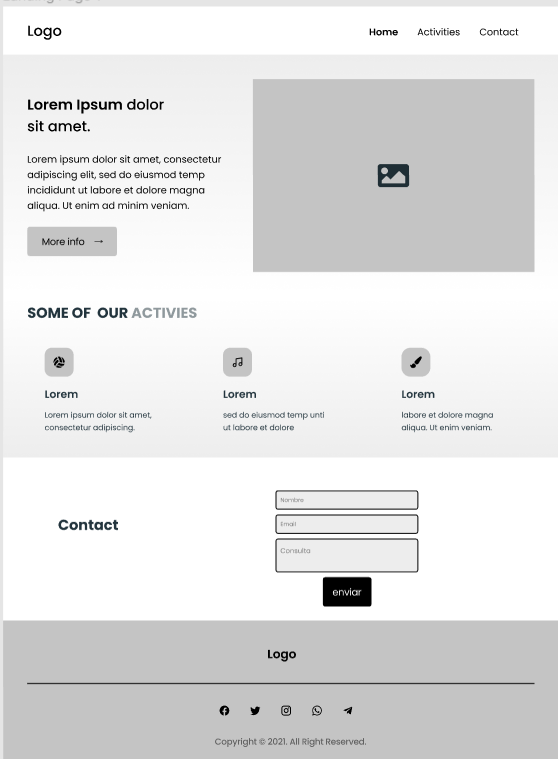 Logo
Home Activities Contact
Lorem Ipsum dolor
sit amet.
Lorem ipsum dolor sit amet, consectetur
adipiscing elit, sed do eiusmod temp
incididunt ut labore et dolore magna
aliqua. Ut enim ad minim veniam.
More info →
SOME OF OUR ACTIVIES
Lorem
Lorem ipsum dolor sit amet,
consectetur adipiscing.
Lorem
sed do eiusmod temp unti
ut labore et dolore
Lorem
labore et dolore magna
aliqua. Ut enim veniam.
Contact
Nombre
Email
Consulta
enviar
Logo
Copyright © 2021. All Right Reserved.